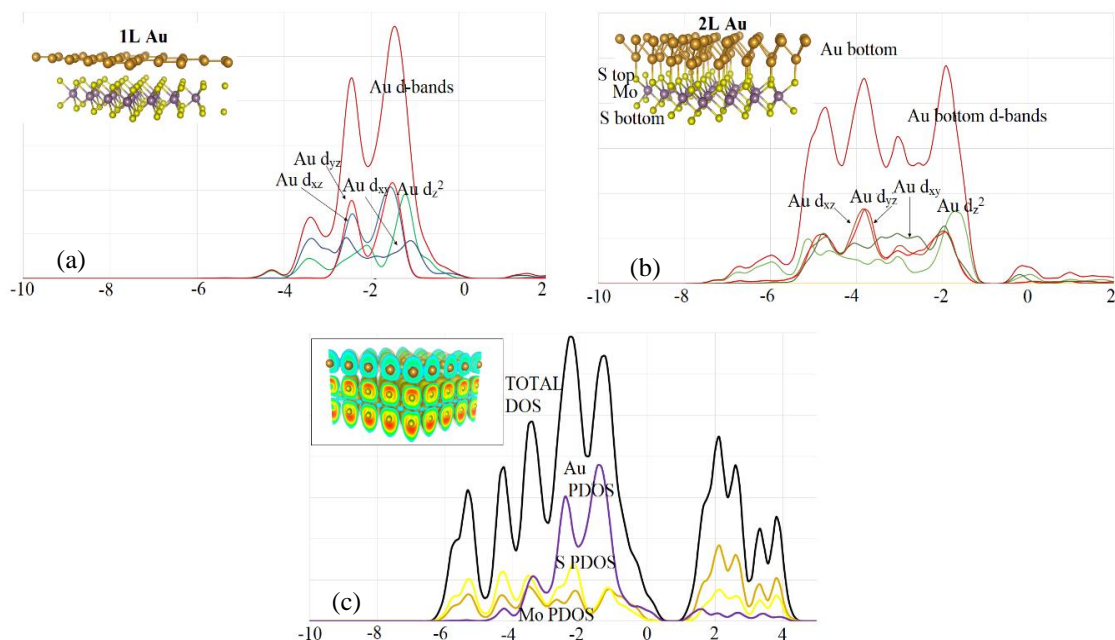 1L Au
Au d-bands
Au dyz
Au dxz
Au dxy
Au dz²
(a)
-10 -8 -6 -4 -2 0 2
2L Au
Au bottom
S top
Mo
S bottom
Au bottom d-bands
Au dxz
Au dyz
Au dxy
Au dz²
(b)
-10 -8 -6 -4 -2 0 2
TOTAL
DOS
Au
PDOS
S PDOS
Mo PDOS
(c)
-10 -8 -6 -4 -2 0 2 4